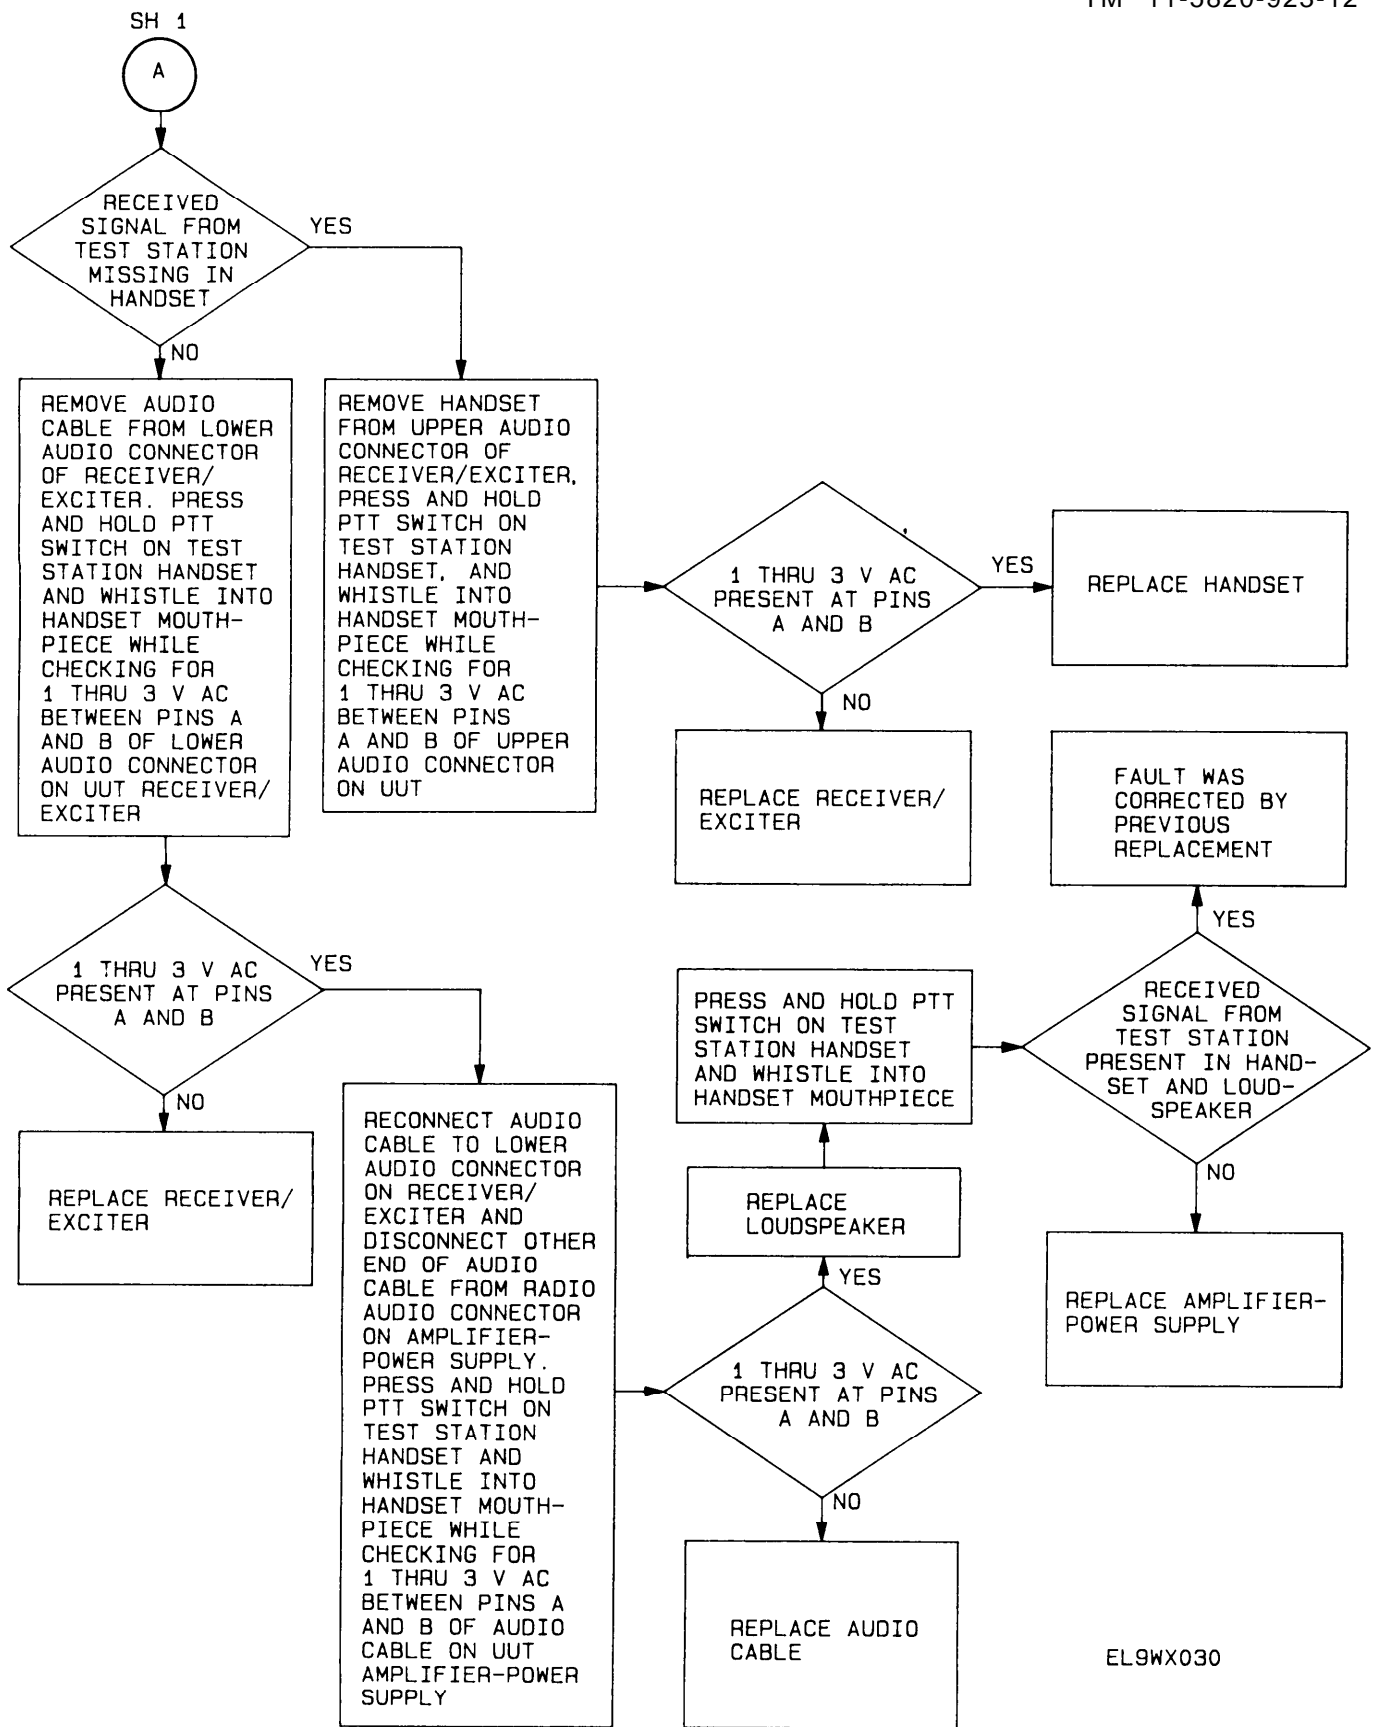 TM 11-5820-923-12
SH 1
A
RECEIVED
SIGNAL FROM
TEST STATION
MISSING IN
HANDSET
YES
NO
REMOVE AUDIO
CABLE FROM LOWER
AUDIO CONNECTOR
OF RECEIVER/
EXCITER. PRESS
AND HOLD PTT
SWITCH ON TEST
STATION HANDSET
AND WHISTLE INTO
HANDSET MOUTH-
PIECE WHILE
CHECKING FOR
1 THRU 3 V AC
BETWEEN PINS A
AND B OF LOWER
AUDIO CONNECTOR
ON UUT RECEIVER/
EXCITER
REMOVE HANDSET
FROM UPPER AUDIO
CONNECTOR OF
RECEIVER/EXCITER,
PRESS AND HOLD
PTT SWITCH ON
TEST STATION
HANDSET, AND
WHISTLE INTO
HANDSET MOUTH-
PIECE WHILE
CHECKING FOR
1 THRU 3 V AC
BETWEEN PINS
A AND B OF UPPER
AUDIO CONNECTOR
ON UUT
1 THRU 3 V AC
PRESENT AT PINS
A AND B
YES
REPLACE HANDSET
NO
REPLACE RECEIVER/
EXCITER
FAULT WAS
CORRECTED BY
PREVIOUS
REPLACEMENT
YES
1 THRU 3 V AC
PRESENT AT PINS
A AND B
YES
NO
REPLACE RECEIVER/
EXCITER
RECONNECT AUDIO
CABLE TO LOWER
AUDIO CONNECTOR
ON RECEIVER/
EXCITER AND
DISCONNECT OTHER
END OF AUDIO
CABLE FROM RADIO
AUDIO CONNECTOR
ON AMPLIFIER-
POWER SUPPLY.
PRESS AND HOLD
PTT SWITCH ON
TEST STATION
HANDSET AND
WHISTLE INTO
HANDSET MOUTH-
PIECE WHILE
CHECKING FOR
1 THRU 3 V AC
BETWEEN PINS A
AND B OF AUDIO
CABLE ON UUT
AMPLIFIER-POWER
SUPPLY
PRESS AND HOLD PTT
SWITCH ON TEST
STATION HANDSET
AND WHISTLE INTO
HANDSET MOUTHPIECE
RECEIVED
SIGNAL FROM
TEST STATION
PRESENT IN HAND-
SET AND LOUD-
SPEAKER
NO
REPLACE
LOUDSPEAKER
YES
REPLACE AMPLIFIER-
POWER SUPPLY
1 THRU 3 V AC
PRESENT AT PINS
A AND B
NO
REPLACE AUDIO
CABLE
EL9WX030